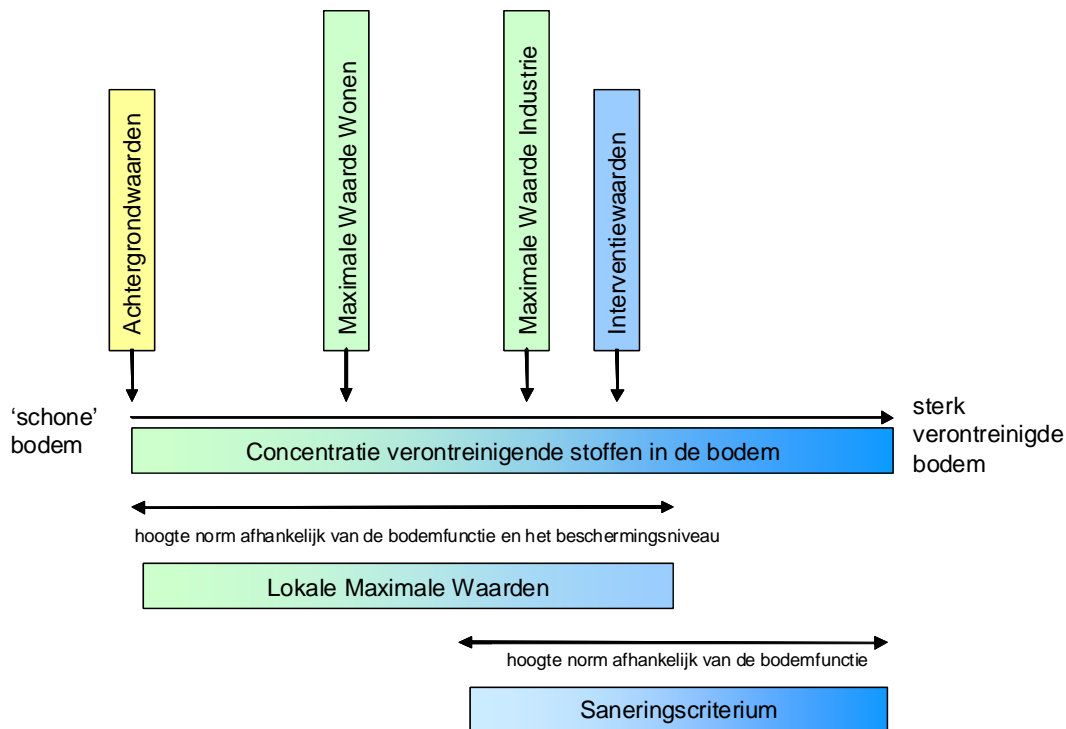 Achtergrondwaarden
Maximale Waarde Wonen
Maximale Waarde Industrie
Interventiewaarden
‘schone’
bodem
sterk
verontreinigde
bodem
Concentratie verontreinigende stoffen in de bodem
hoogte norm afhankelijk van de bodemfunctie en het beschermingsniveau
Lokale Maximale Waarden
hoogte norm afhankelijk van de bodemfunctie
Saneringscriterium